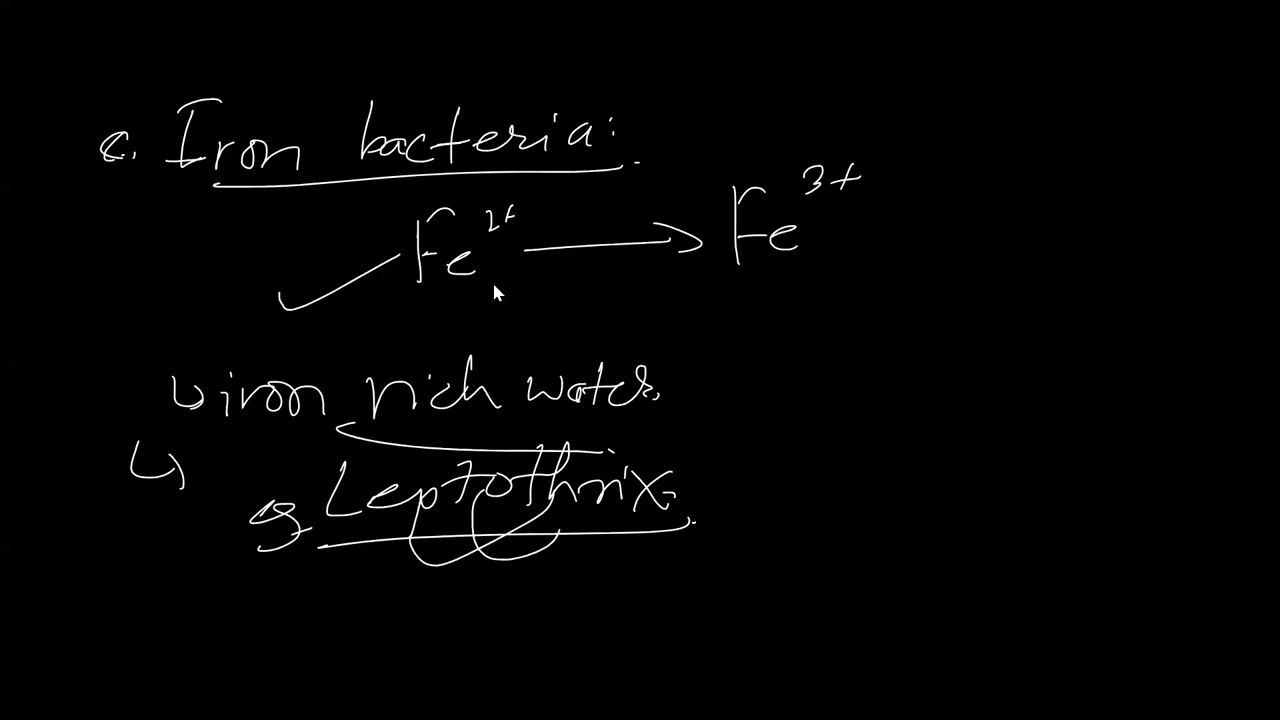 c. Iron bacteria:
Fe²⁺ → Fe³⁺
↳ iron rich water.
↳ eg Leptothrix.